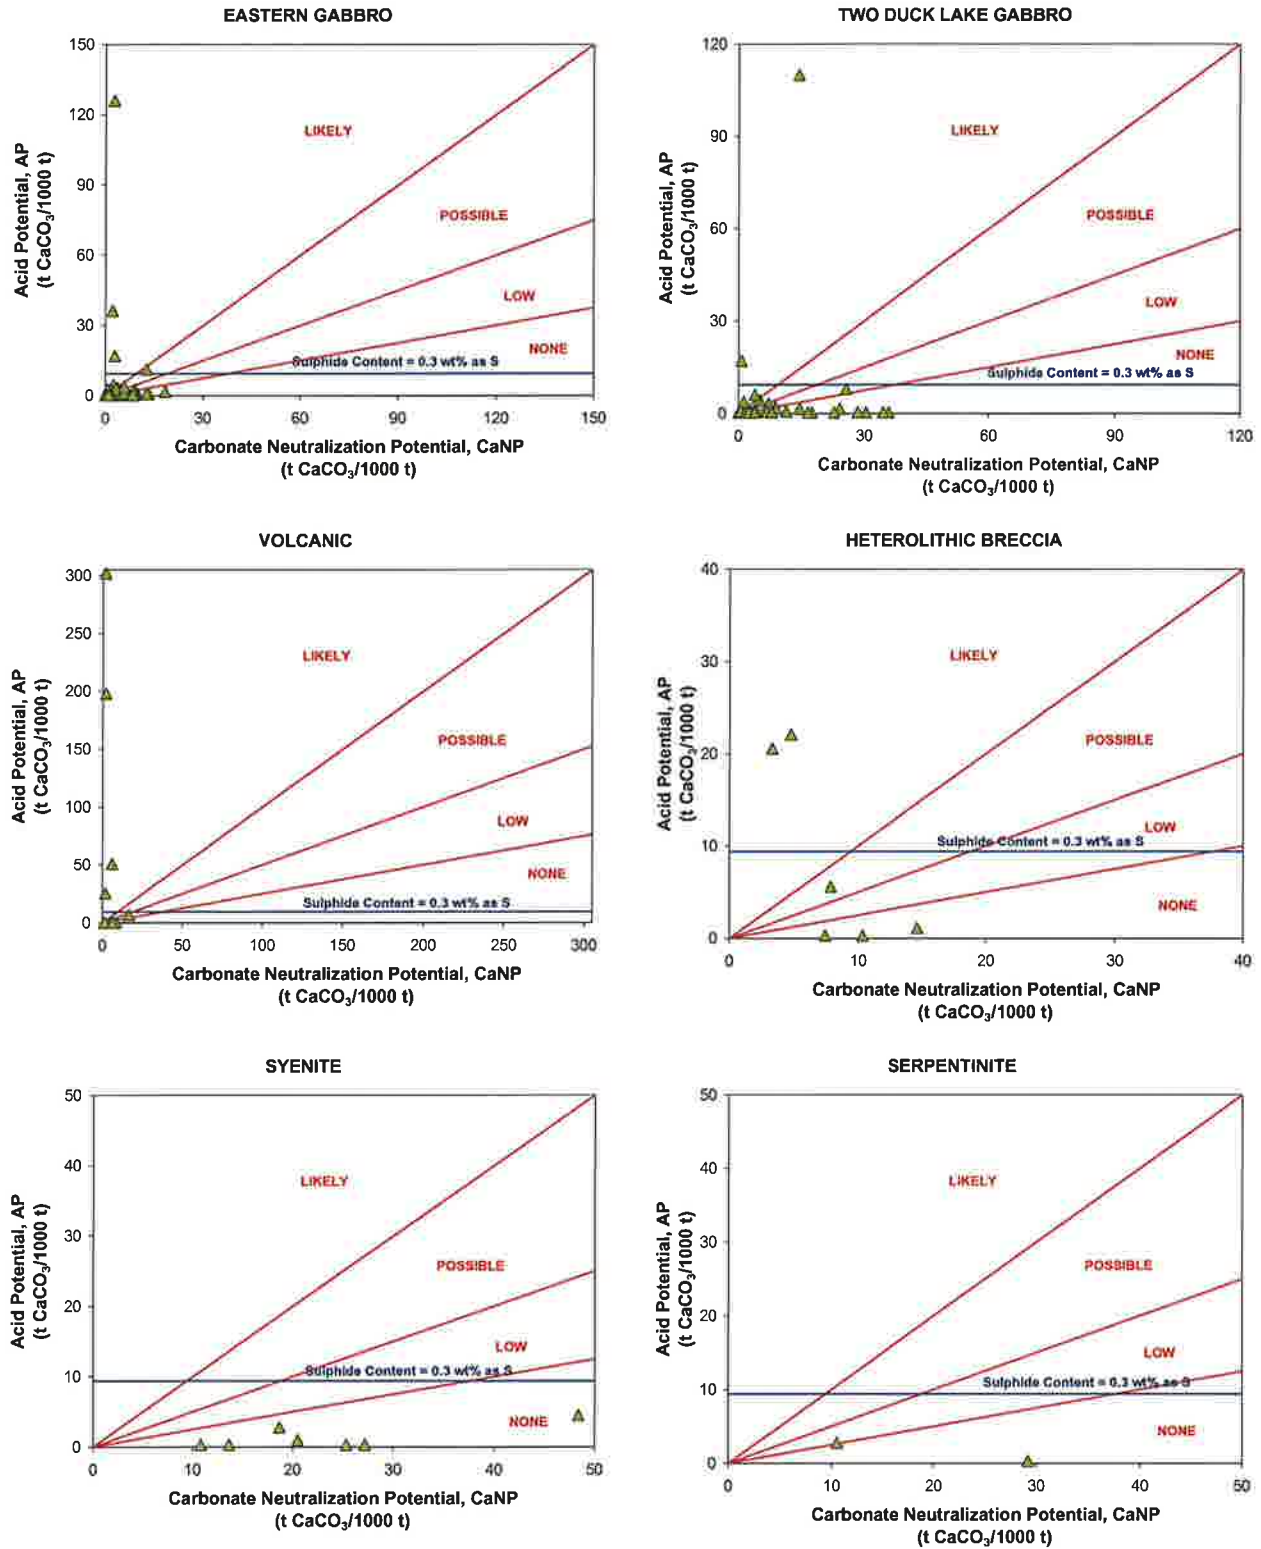 EASTERN GABBRO
150
120
90
60
30
0
Acid Potential, AP
(t CaCO₃/1000 t)
LIKELY
POSSIBLE
LOW
NONE
Sulphide Content = 0.3 wt% as S
0 30 60 90 120 150
Carbonate Neutralization Potential, CaNP
(t CaCO₃/1000 t)
TWO DUCK LAKE GABBRO
120
90
60
30
0
Acid Potential, AP
(t CaCO₃/1000 t)
LIKELY
POSSIBLE
LOW
NONE
Sulphide Content = 0.3 wt% as S
0 30 60 90 120
Carbonate Neutralization Potential, CaNP
(t CaCO₃/1000 t)
VOLCANIC
300
250
200
150
100
50
0
Acid Potential, AP
(t CaCO₃/1000 t)
LIKELY
POSSIBLE
LOW
NONE
Sulphide Content = 0.3 wt% as S
0 50 100 150 200 250 300
Carbonate Neutralization Potential, CaNP
(t CaCO₃/1000 t)
HETEROLITHIC BRECCIA
40
30
20
10
0
Acid Potential, AP
(t CaCO₃/1000 t)
LIKELY
POSSIBLE
LOW
Sulphide Content = 0.3 wt% as S
NONE
0 10 20 30 40
Carbonate Neutralization Potential, CaNP
(t CaCO₃/1000 t)
SYENITE
50
40
30
20
10
0
Acid Potential, AP
(t CaCO₃/1000 t)
LIKELY
POSSIBLE
LOW
Sulphide Content = 0.3 wt% as S
NONE
0 10 20 30 40 50
Carbonate Neutralization Potential, CaNP
(t CaCO₃/1000 t)
SERPENTINITE
50
40
30
20
10
0
Acid Potential, AP
(t CaCO₃/1000 t)
LIKELY
POSSIBLE
LOW
Sulphide Content = 0.3 wt% as S
NONE
0 10 20 30 40 50
Carbonate Neutralization Potential, CaNP
(t CaCO₃/1000 t)